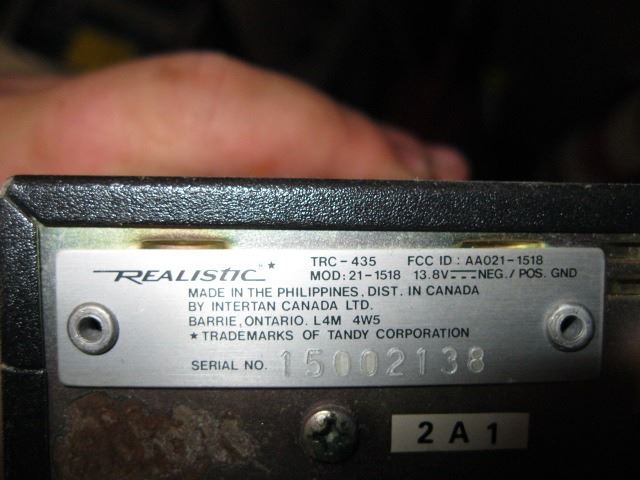 REALISTIC ★ TRC-435 FCC ID: AA021-1518
MOD: 21-1518 13.8V⎓NEG./POS. GND
MADE IN THE PHILIPPINES, DIST. IN CANADA
BY INTERTAN CANADA LTD.
BARRIE, ONTARIO. L4M 4W5
★ TRADEMARKS OF TANDY CORPORATION
SERIAL NO. 15002138
2A1